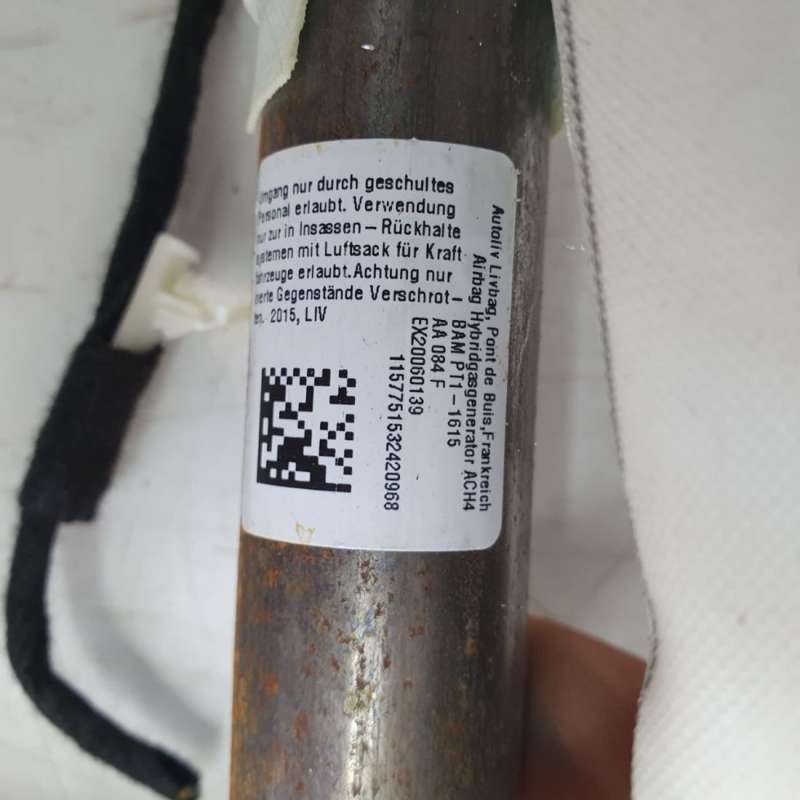 Umgang nur durch geschultes
Personal erlaubt. Verwendung
nur zur in Insassen-Rückhalte
systemen mit Luftsack für Kraft
fahrzeuge erlaubt.Achtung nur
Gegenstände Verschrot-
ten. 2015, LIV
Autoliv Livbag, Pont de Buis,Frankreich
Airbag Hybridgasgenerator ACH4
BAM PT1-1615
AA 084 F
EX20060139
1157751532420968